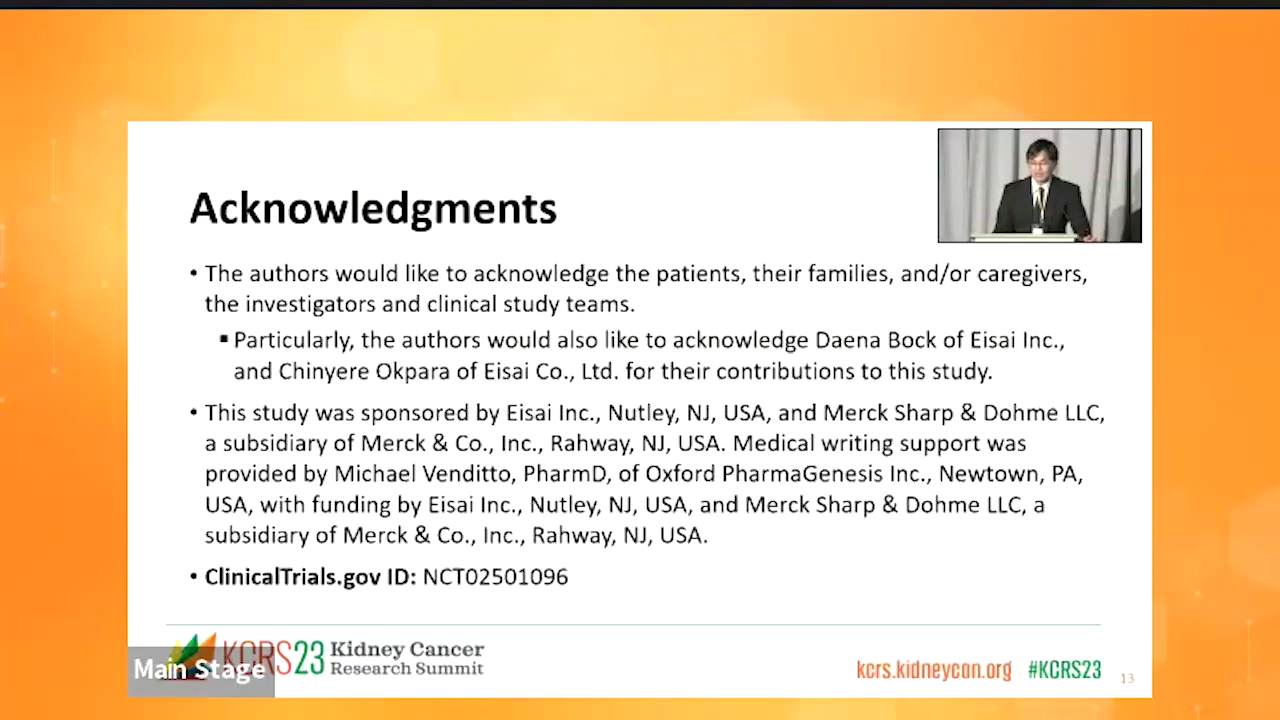 Acknowledgments
• The authors would like to acknowledge the patients, their families, and/or caregivers,
the investigators and clinical study teams.
▪ Particularly, the authors would also like to acknowledge Daena Bock of Eisai Inc.,
and Chinyere Okpara of Eisai Co., Ltd. for their contributions to this study.
• This study was sponsored by Eisai Inc., Nutley, NJ, USA, and Merck Sharp & Dohme LLC,
a subsidiary of Merck & Co., Inc., Rahway, NJ, USA. Medical writing support was
provided by Michael Venditto, PharmD, of Oxford PharmaGenesis Inc., Newtown, PA,
USA, with funding by Eisai Inc., Nutley, NJ, USA, and Merck Sharp & Dohme LLC, a
subsidiary of Merck & Co., Inc., Rahway, NJ, USA.
• ClinicalTrials.gov ID: NCT02501096
KCRS23 Kidney Cancer
Research Summit
Main Stage
kcrs.kidneycan.org #KCRS23 13